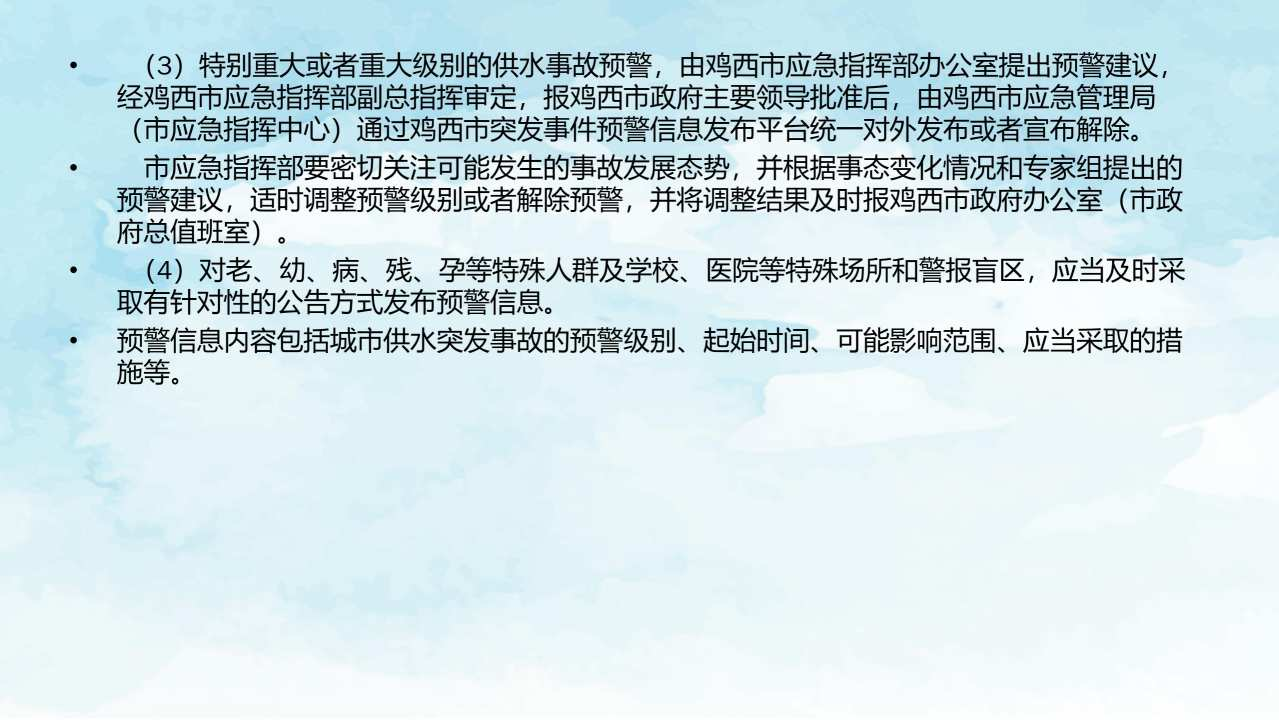 • （3）特别重大或者重大级别的供水事故预警，由鸡西市应急指挥部办公室提出预警建议，
经鸡西市应急指挥部副总指挥审定，报鸡西市政府主要领导批准后，由鸡西市应急管理局
（市应急指挥中心）通过鸡西市突发事件预警信息发布平台统一对外发布或者宣布解除。
• 市应急指挥部要密切关注可能发生的事故发展态势，并根据事态变化情况和专家组提出的
预警建议，适时调整预警级别或者解除预警，并将调整结果及时报鸡西市政府办公室（市政
府总值班室）。
• （4）对老、幼、病、残、孕等特殊人群及学校、医院等特殊场所和警报盲区，应当及时采
取有针对性的公告方式发布预警信息。
• 预警信息内容包括城市供水突发事故的预警级别、起始时间、可能影响范围、应当采取的措
施等。